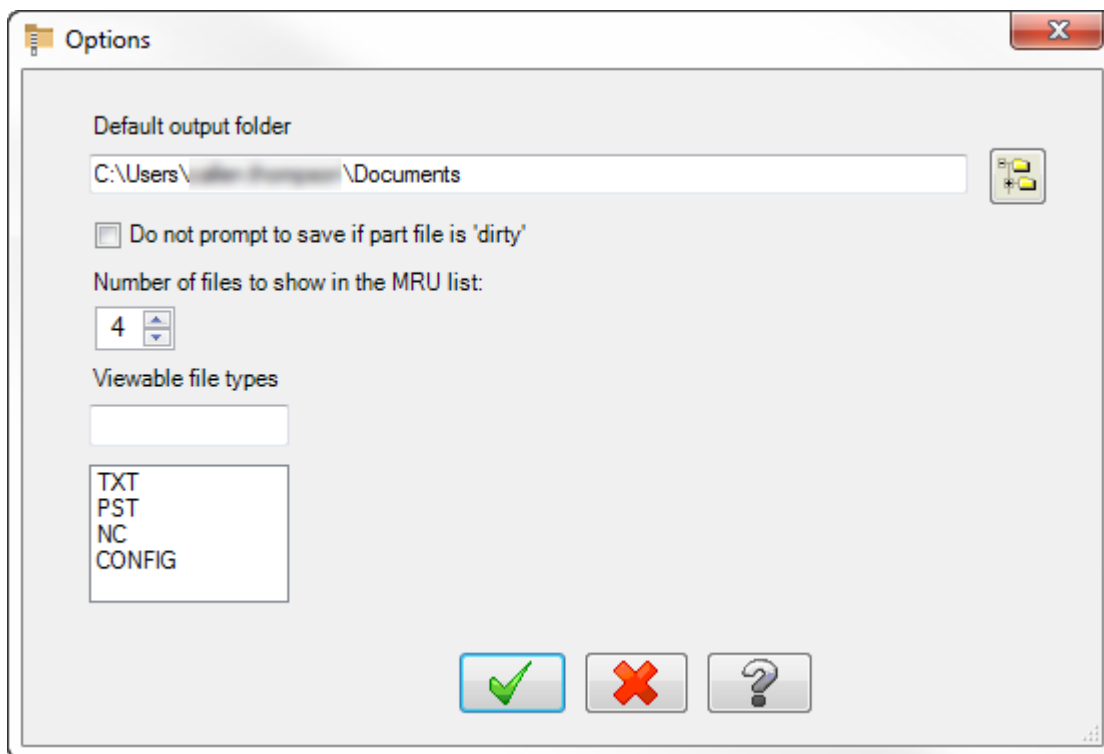 Options
Default output folder
C:\Users\ \Documents
Do not prompt to save if part file is 'dirty'
Number of files to show in the MRU list:
4
Viewable file types
TXT
PST
NC
CONFIG